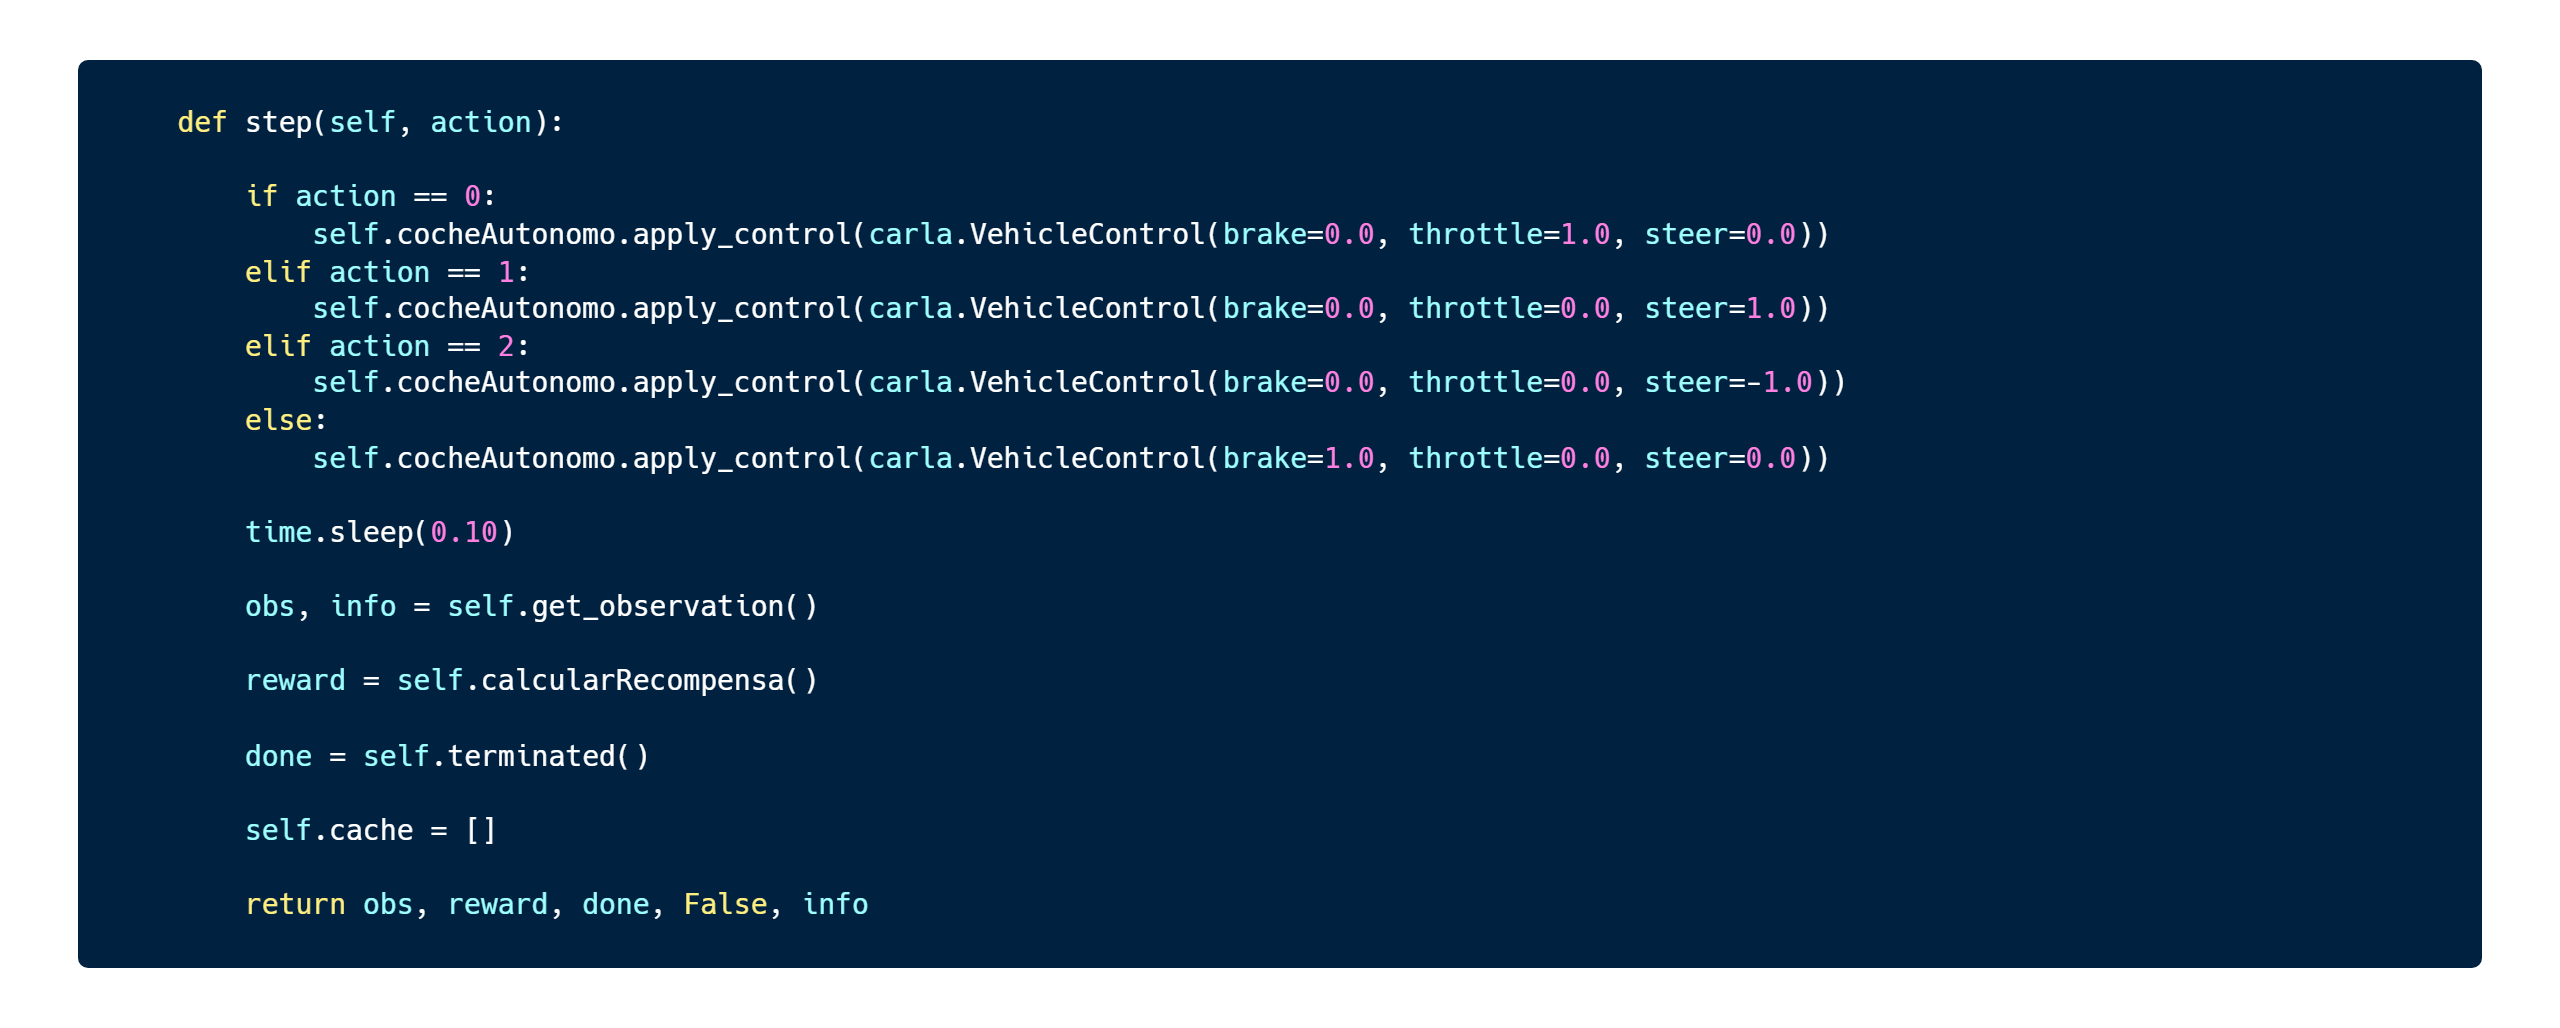 def step(self, action):
if action == 0:
self.cocheAutonomo.apply_control(carla.VehicleControl(brake=0.0, throttle=1.0, steer=0.0))
elif action == 1:
self.cocheAutonomo.apply_control(carla.VehicleControl(brake=0.0, throttle=0.0, steer=1.0))
elif action == 2:
self.cocheAutonomo.apply_control(carla.VehicleControl(brake=0.0, throttle=0.0, steer=-1.0))
else:
self.cocheAutonomo.apply_control(carla.VehicleControl(brake=1.0, throttle=0.0, steer=0.0))
time.sleep(0.10)
obs, info = self.get_observation()
reward = self.calcularRecompensa()
done = self.terminated()
self.cache = []
return obs, reward, done, False, info